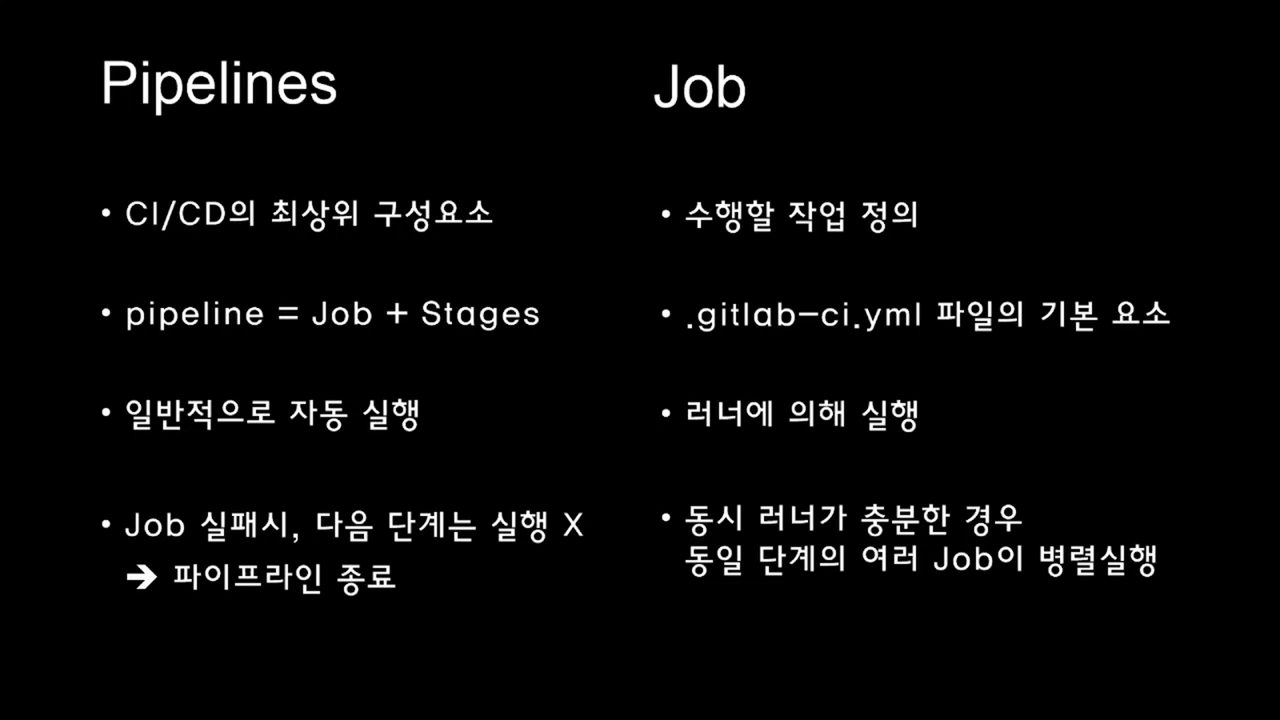 Pipelines
• CI/CD의 최상위 구성요소
• pipeline = Job + Stages
• 일반적으로 자동 실행
• Job 실패시, 다음 단계는 실행 X
➔ 파이프라인 종료
Job
• 수행할 작업 정의
• .gitlab-ci.yml 파일의 기본 요소
• 러너에 의해 실행
• 동시 러너가 충분한 경우
동일 단계의 여러 Job이 병렬실행